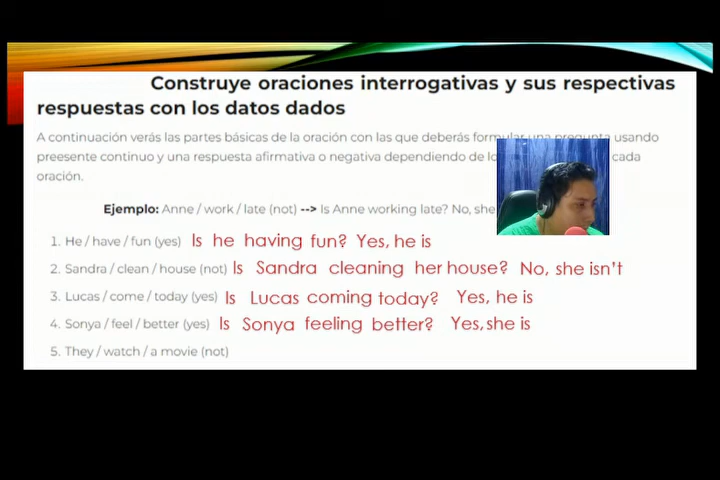 Construye oraciones interrogativas y sus respectivas
respuestas con los datos dados
A continuación verás las partes básicas de la oración con las que deberás formular una pregunta usando
preesente continuo y una respuesta afirmativa o negativa dependiendo de cada
oración.
Ejemplo: Anne / work / late (not) --> Is Anne working late? No, she
1. He / have / fun (yes) Is he having fun? Yes, he is
2. Sandra / clean / house (not) Is Sandra cleaning her house? No, she isn't
3. Lucas / come / today (yes) Is Lucas coming today? Yes, he is
4. Sonya / feel / better (yes) Is Sonya feeling better? Yes, she is
5. They / watch / a movie (not)